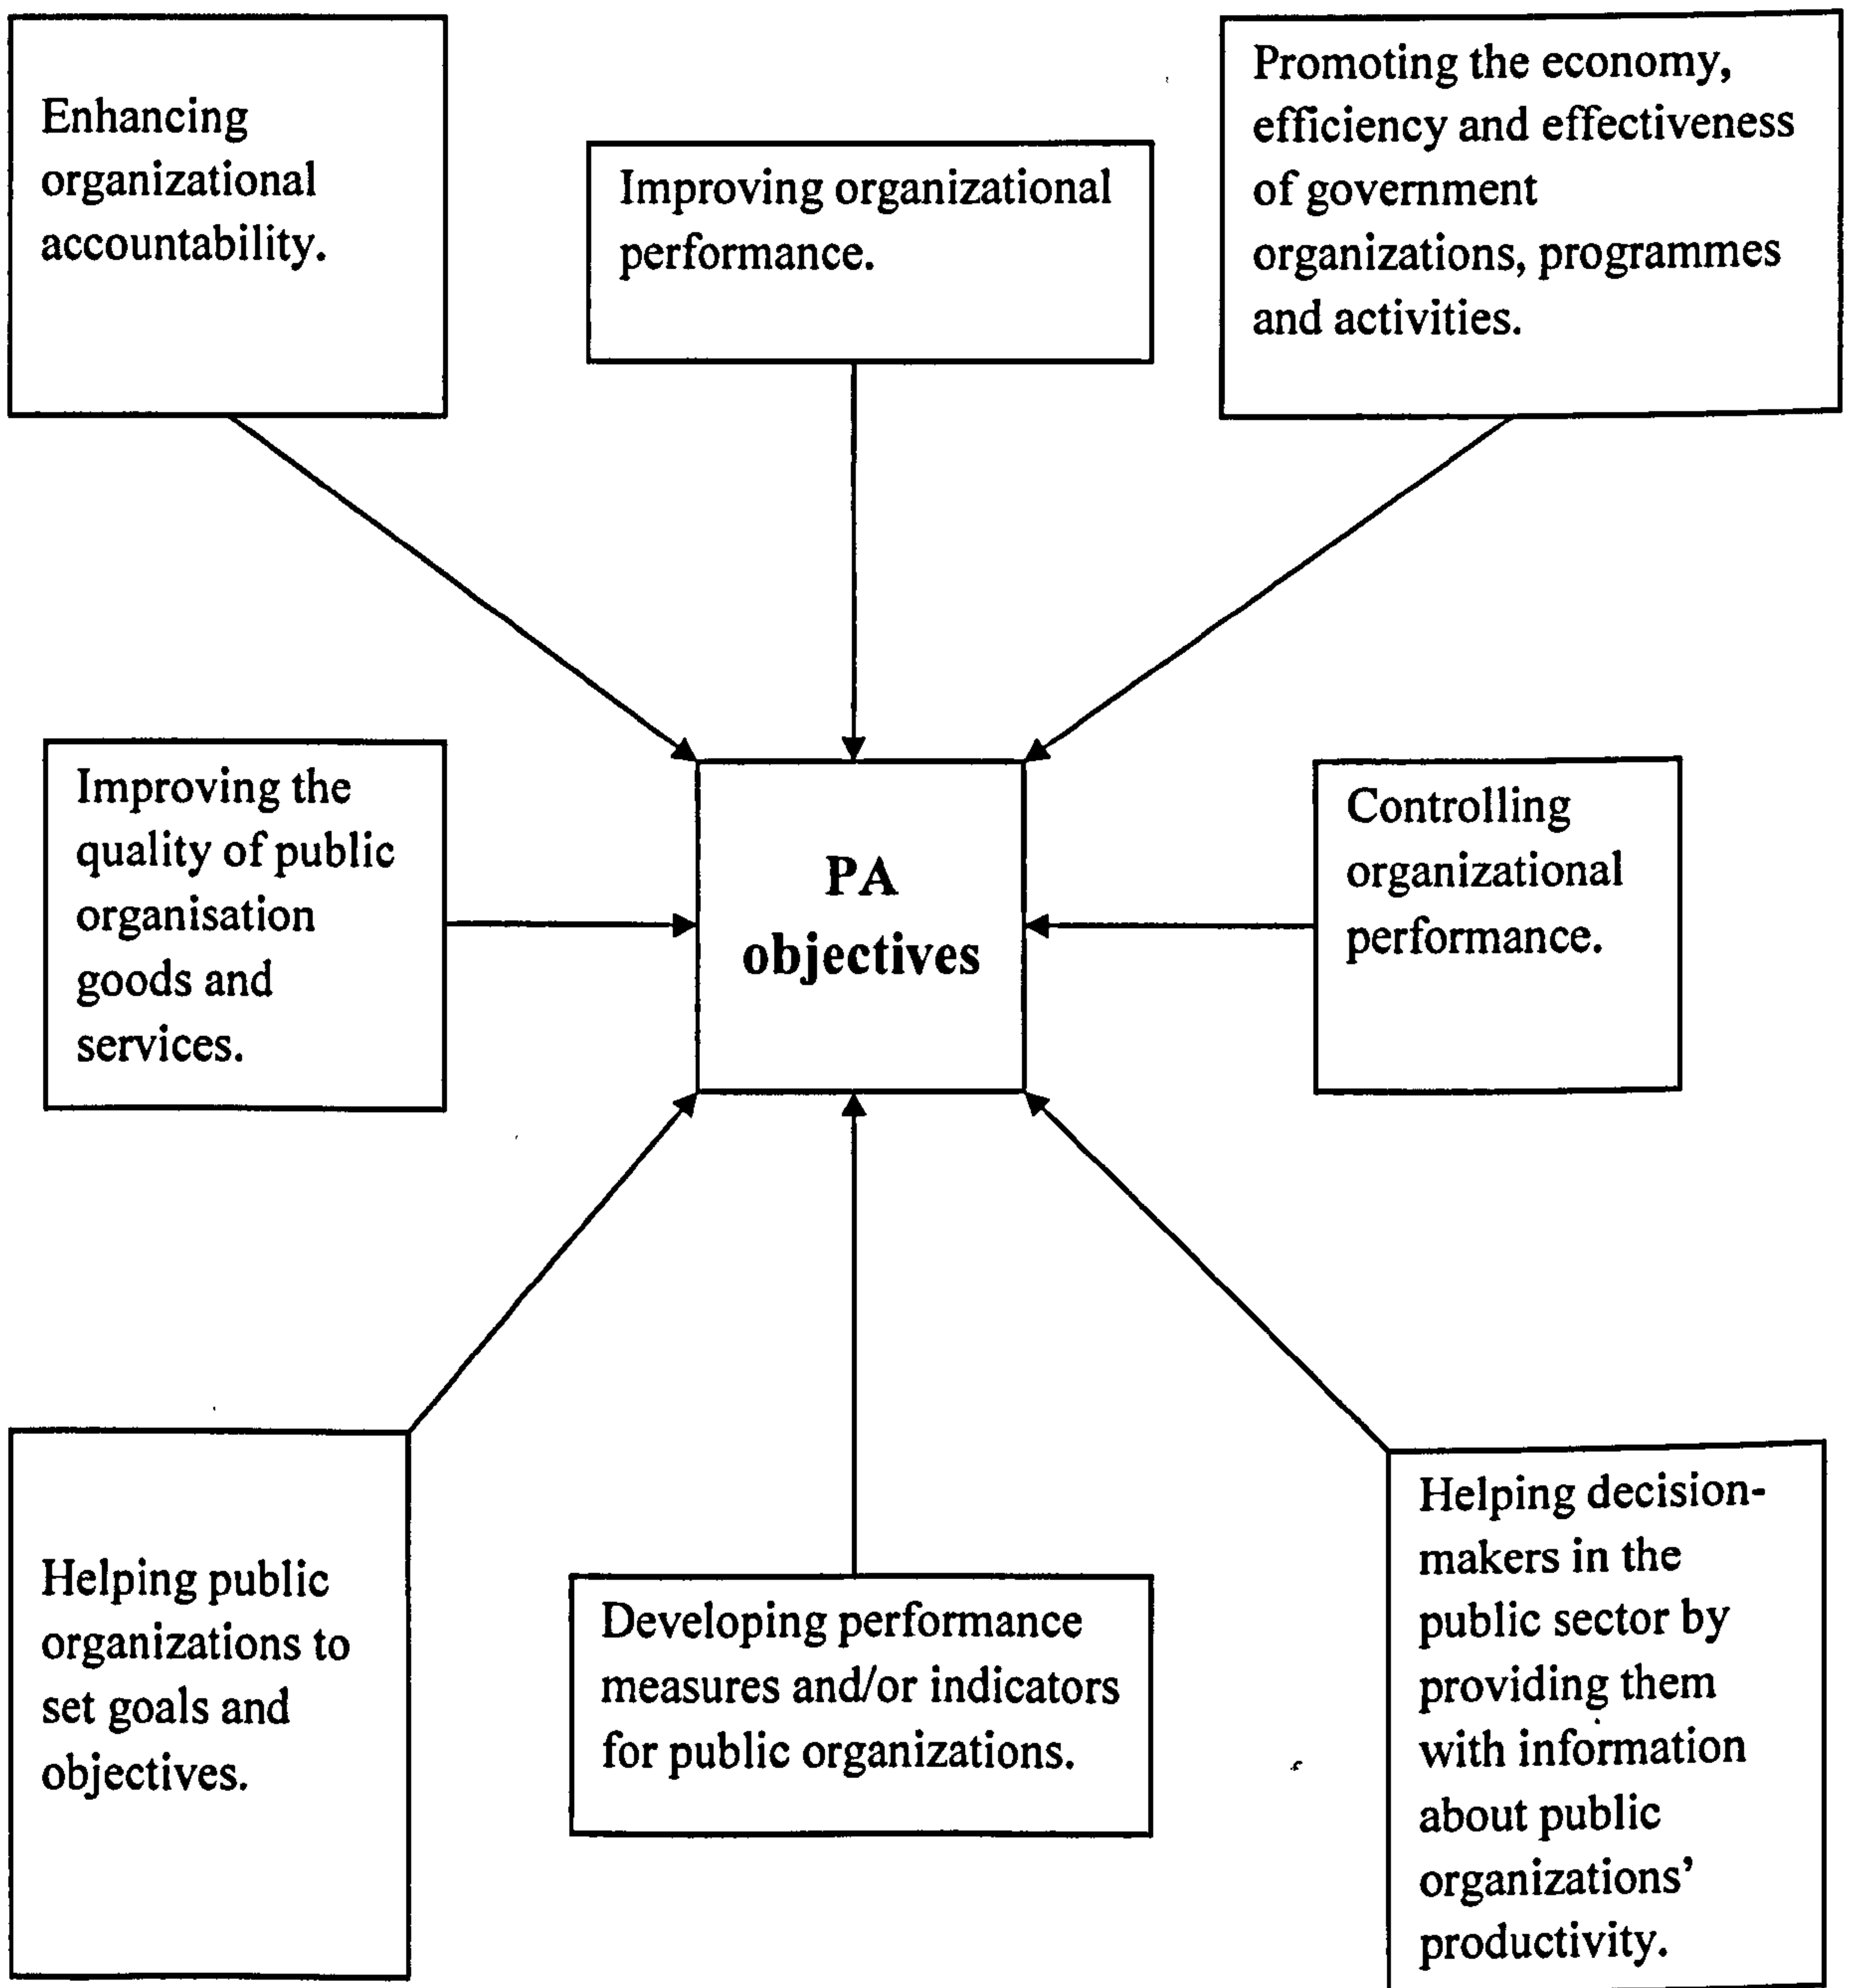 Enhancing
organizational
accountability.
Improving organizational
performance.
Promoting the economy,
efficiency and effectiveness
of government
organizations, programmes
and activities.
Improving the
quality of public
organisation
goods and
services.
PA
objectives
Controlling
organizational
performance.
Helping public
organizations to
set goals and
objectives.
Developing performance
measures and/or indicators
for public organizations.
Helping decision-
makers in the
public sector by
providing them
with information
about public
organizations’
productivity.